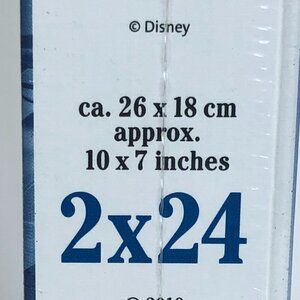 © Disney
ca. 26 x 18 cm
approx.
10 x 7 inches
2x24